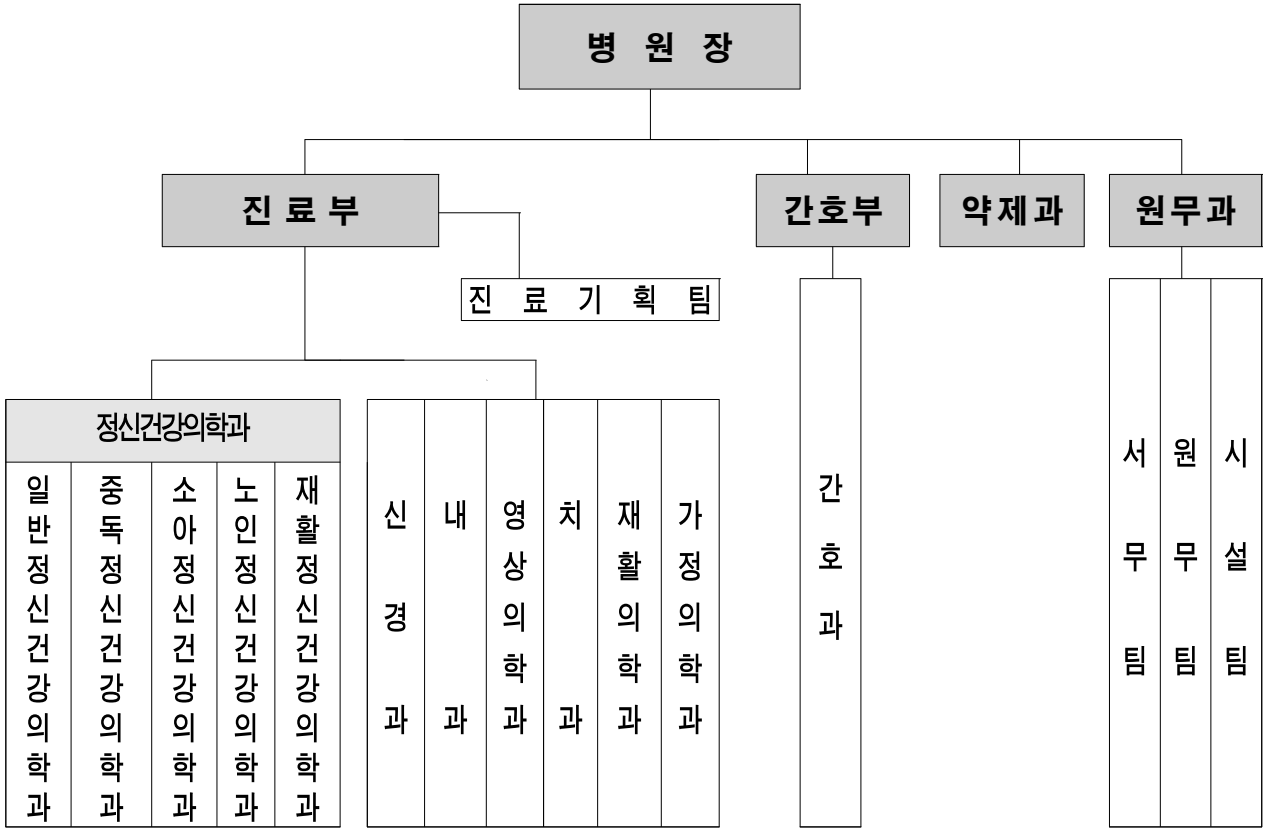 병 원 장
진 료 부
간호부
약제과
원무과
진 료 기 획 팀
정신건강의학과
일반정신건강의학과
중독정신건강의학과
소아정신건강의학과
노인정신건강의학과
재활정신건강의학과
신경과
내과
영상의학과
치과
재활의학과
가정의학과
간호과
서무팀
원무팀
시설팀